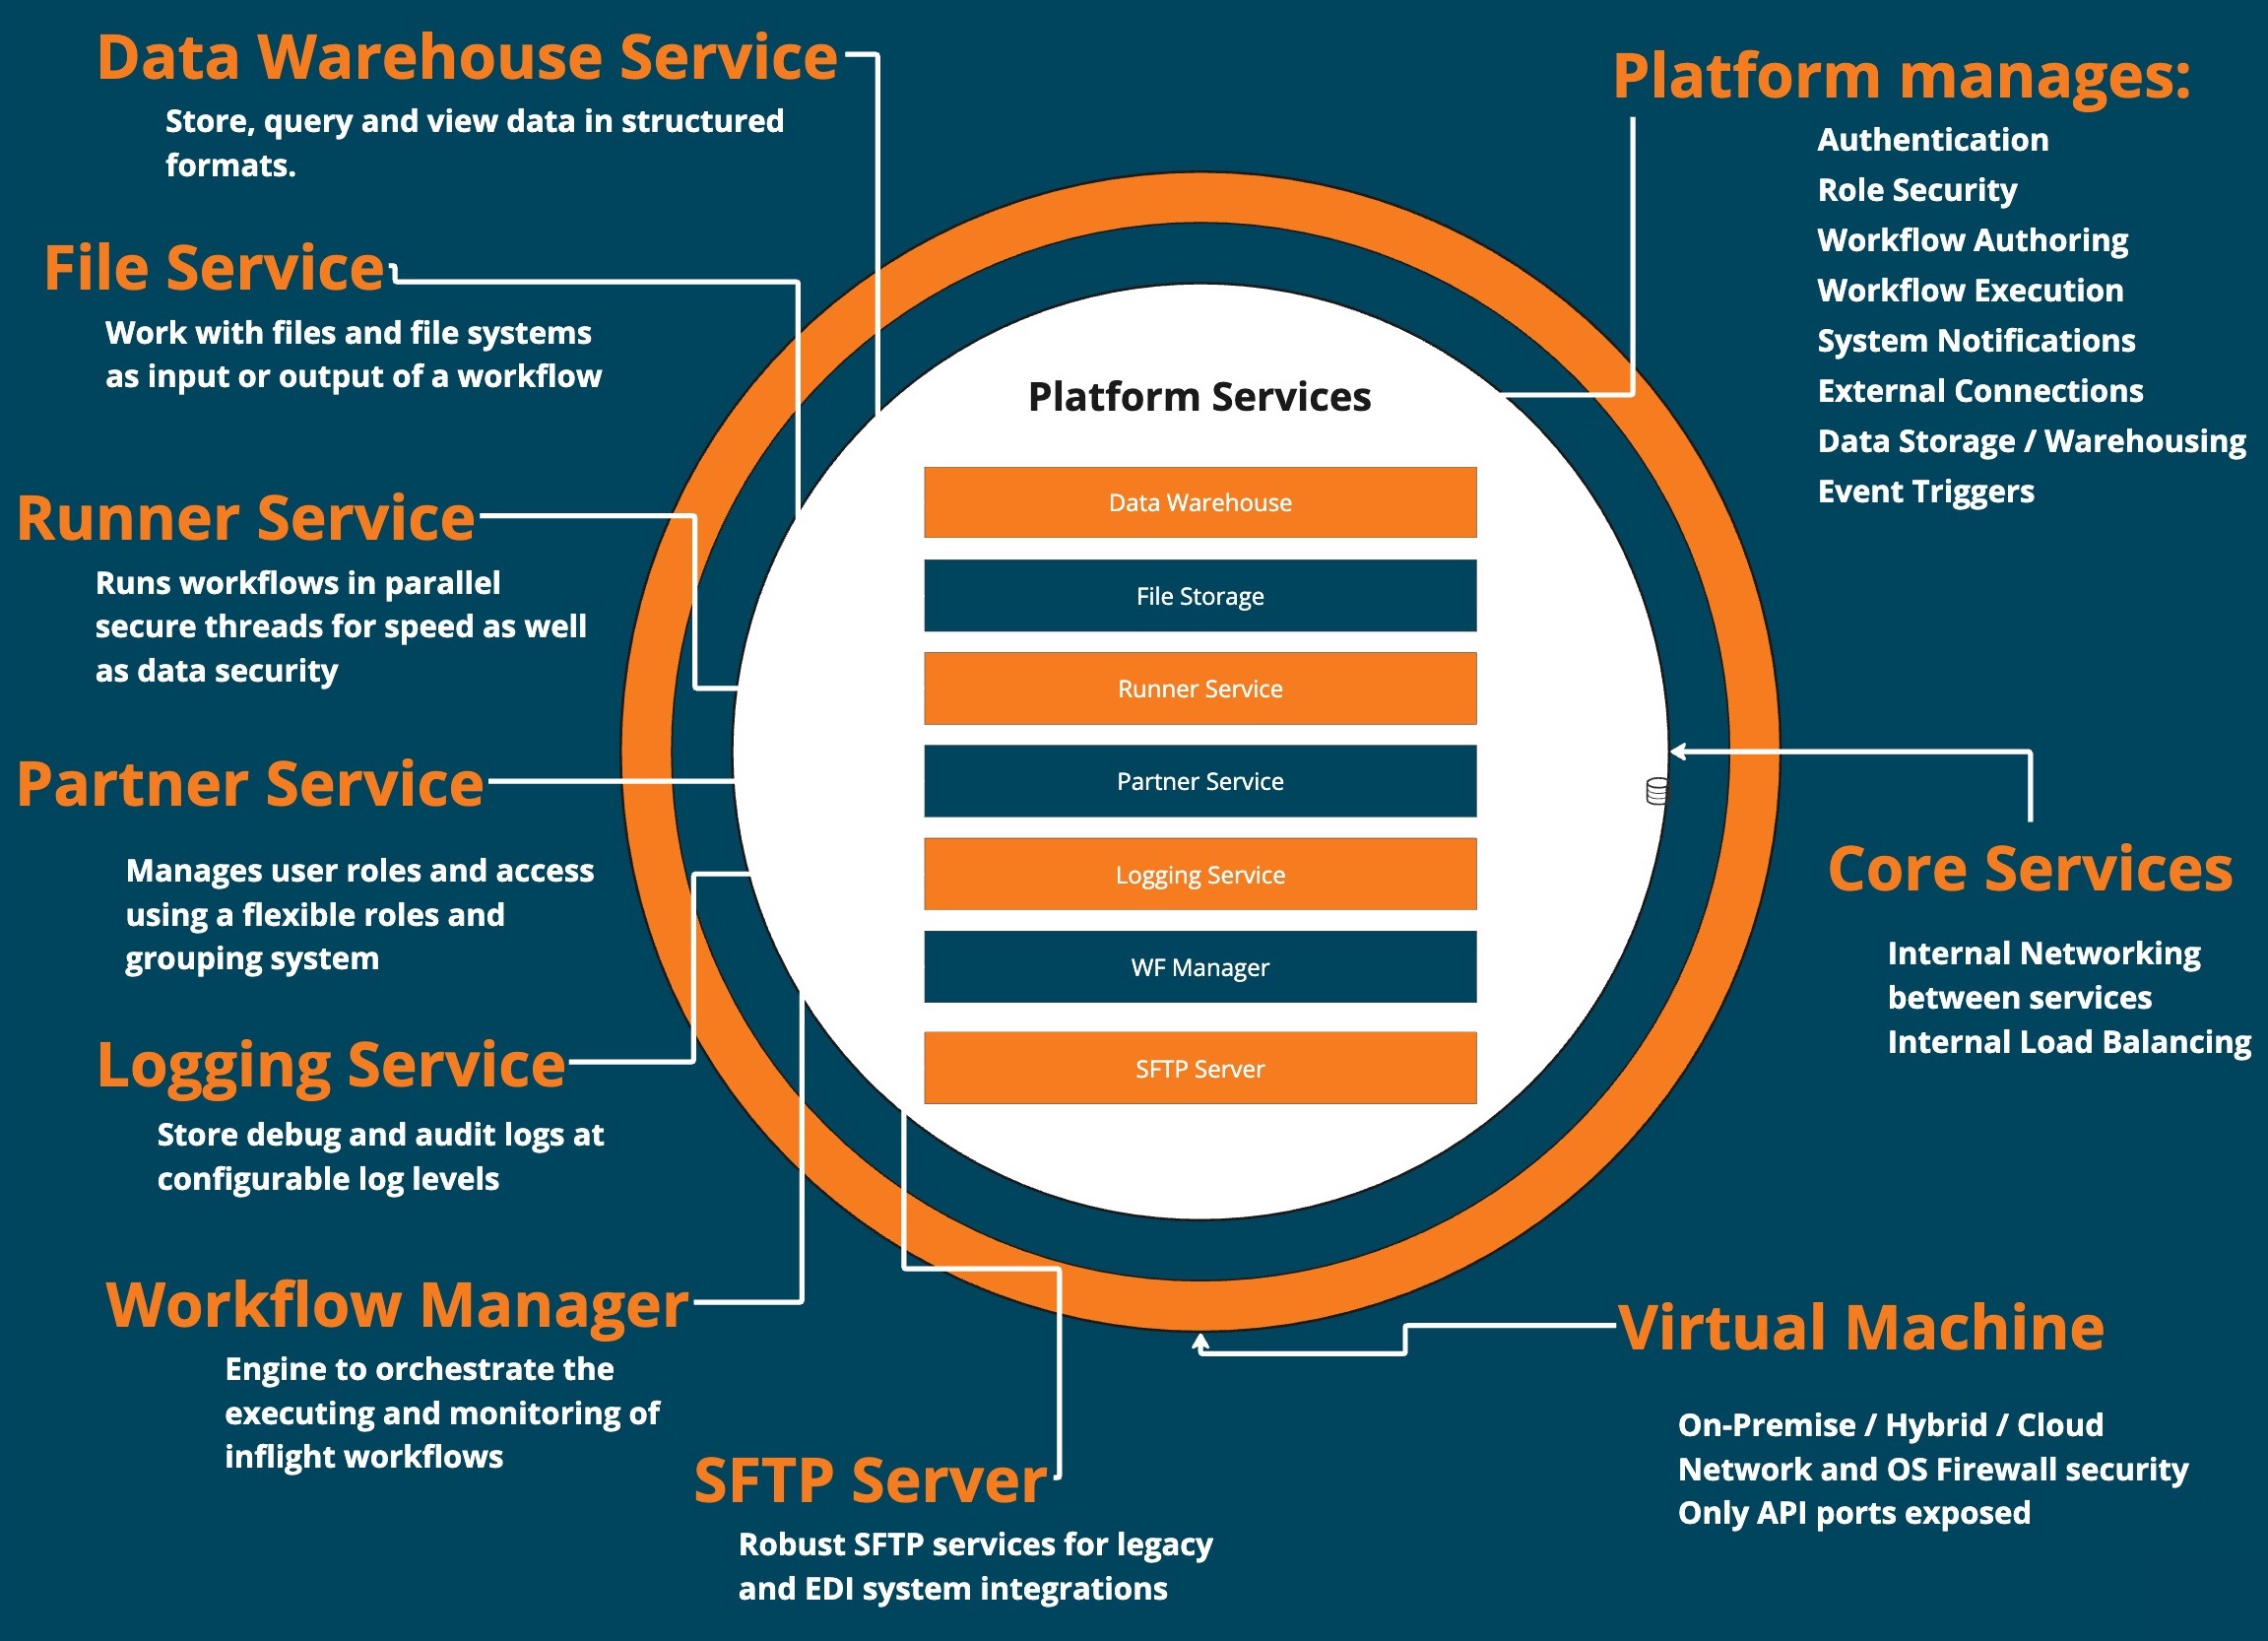 Data Warehouse Service
Store, query and view data in structured
formats.
File Service
Work with files and file systems
as input or output of a workflow
Runner Service
Runs workflows in parallel
secure threads for speed as well
as data security
Partner Service
Manages user roles and access
using a flexible roles and
grouping system
Logging Service
Store debug and audit logs at
configurable log levels
Workflow Manager
Engine to orchestrate the
executing and monitoring of
inflight workflows
SFTP Server
Robust SFTP services for legacy
and EDI system integrations
Platform Services
Data Warehouse
File Storage
Runner Service
Partner Service
Logging Service
WF Manager
SFTP Server
Platform manages:
Authentication
Role Security
Workflow Authoring
Workflow Execution
System Notifications
External Connections
Data Storage / Warehousing
Event Triggers
Core Services
Internal Networking
between services
Internal Load Balancing
Virtual Machine
On-Premise / Hybrid / Cloud
Network and OS Firewall security
Only API ports exposed